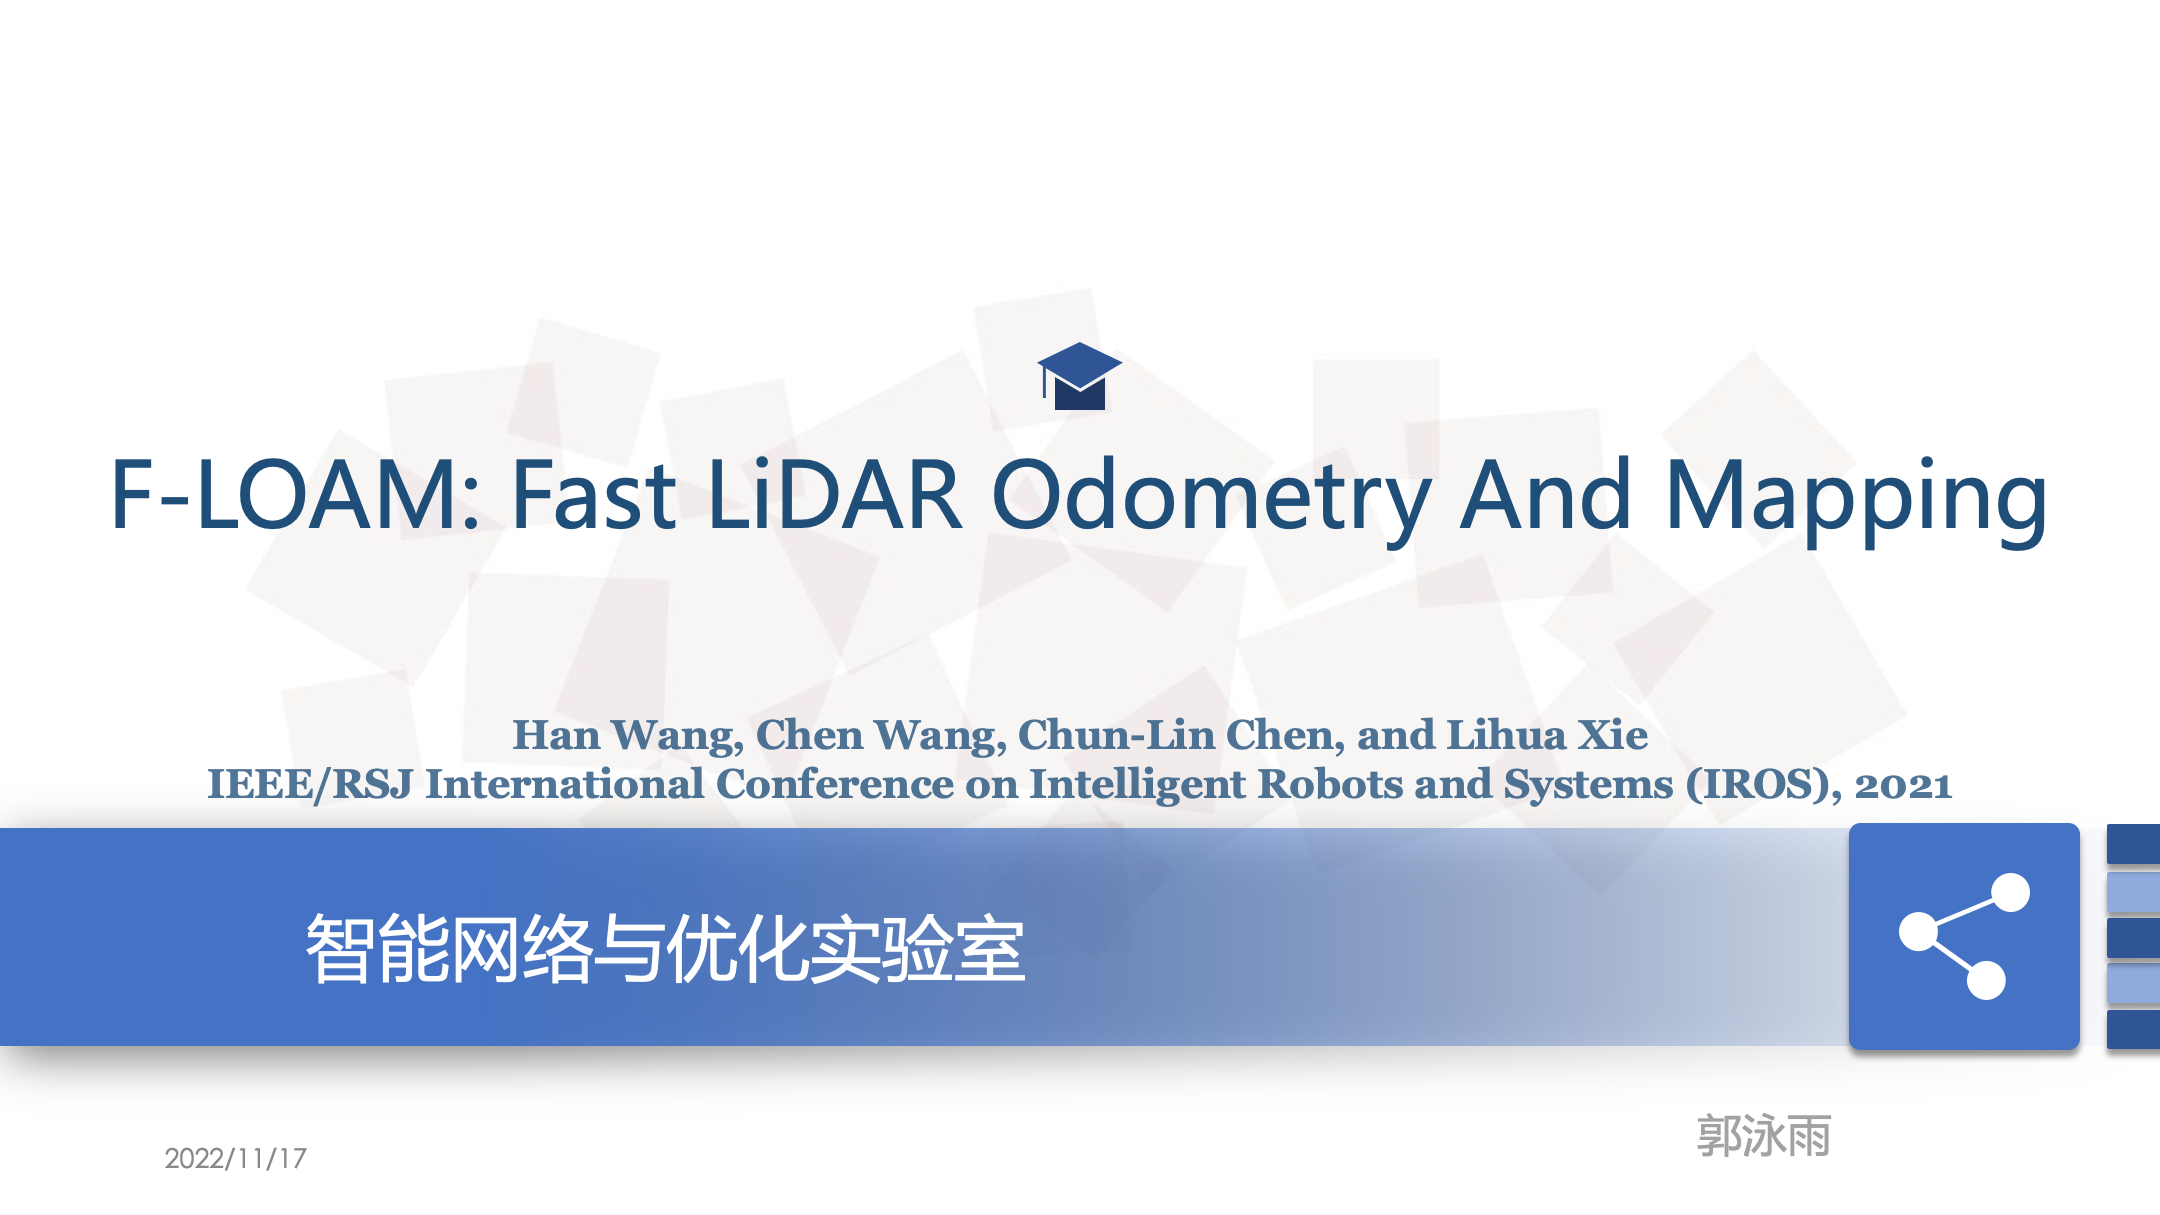 F-LOAM: Fast LiDAR Odometry And Mapping
Han Wang, Chen Wang, Chun-Lin Chen, and Lihua Xie
IEEE/RSJ International Conference on Intelligent Robots and Systems (IROS), 2021
智能网络与优化实验室
郭泳雨
2022/11/17